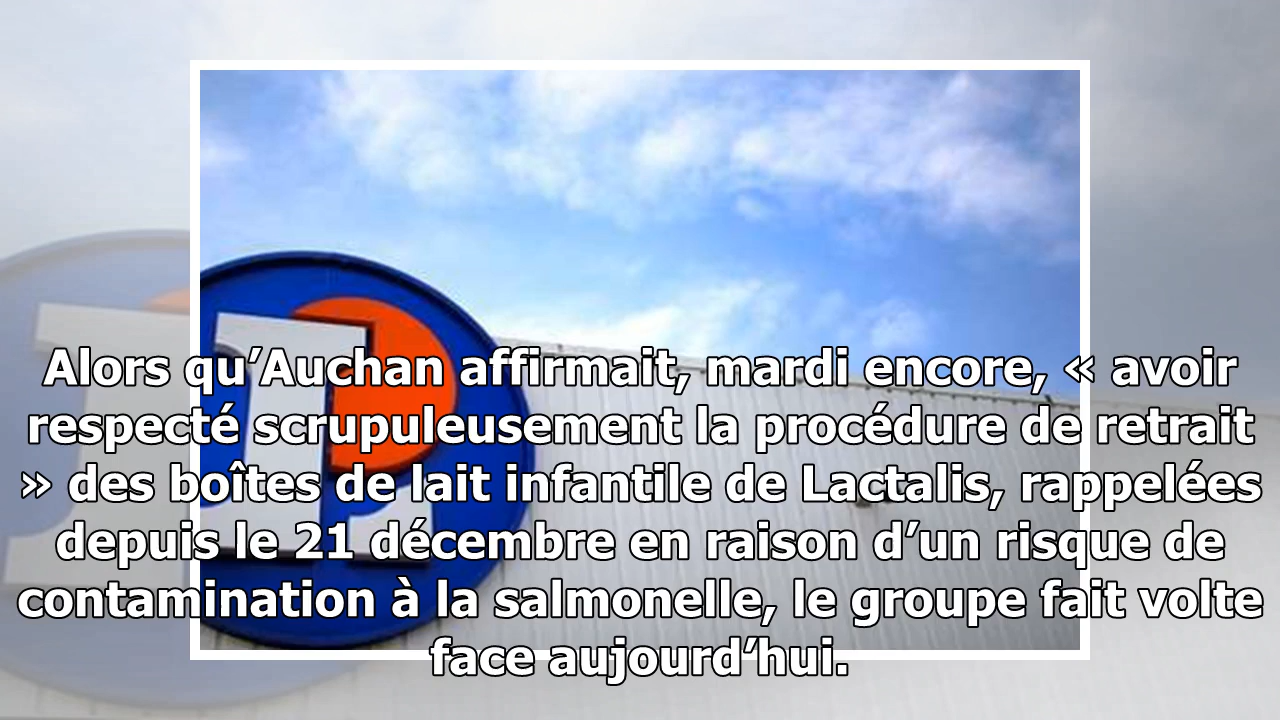 Alors qu’Auchan affirmait, mardi encore, « avoir
respecté scrupuleusement la procédure de retrait
» des boîtes de lait infantile de Lactalis, rappelées
depuis le 21 décembre en raison d’un risque de
contamination à la salmonelle, le groupe fait volte
face aujourd’hui.